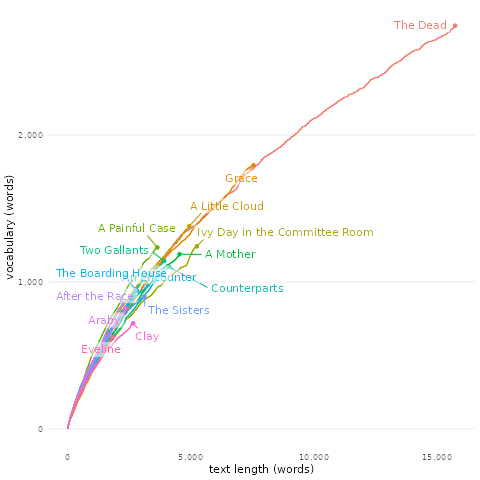 The Dead
2,000
Grace
A Little Cloud
A Painful Case
Ivy Day in the Committee Room
Two Gallants
A Mother
The Boarding House
An Encounter
1,000
Counterparts
After the Race
The Sisters
Araby
Clay
Eveline
0
vocabulary (words)
0
5,000
10,000
15,000
text length (words)